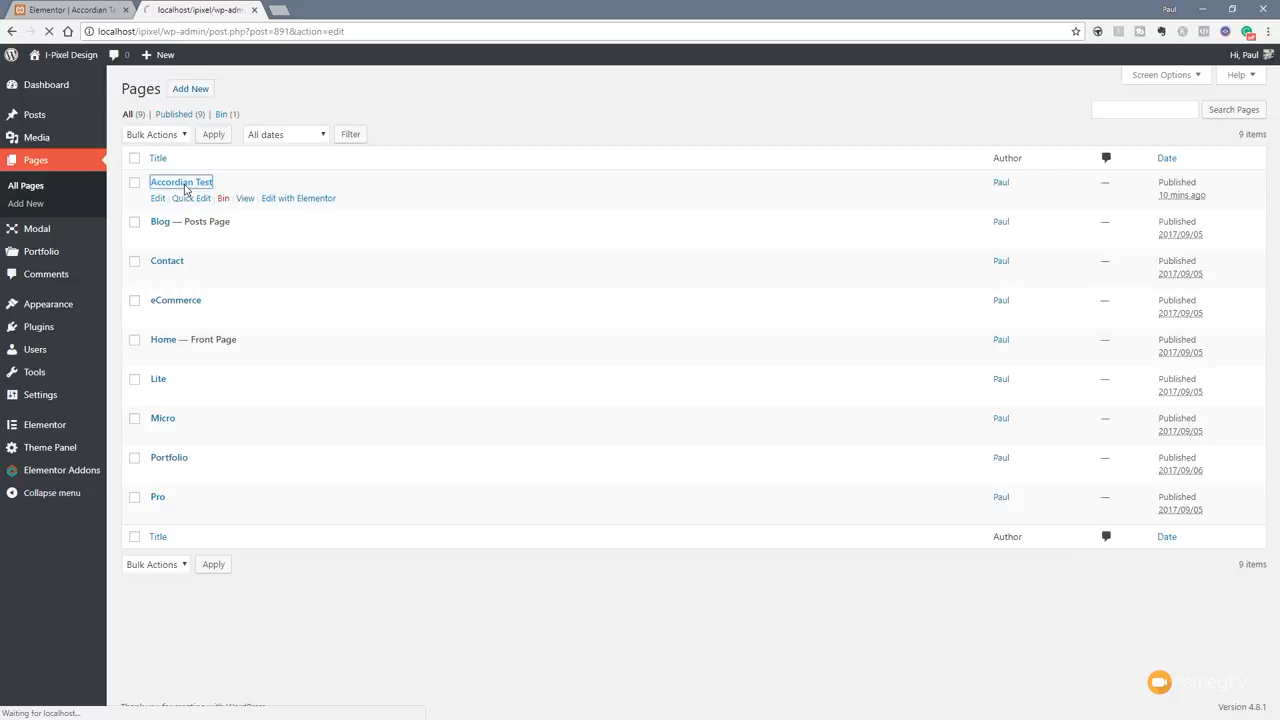 Elementor | Accordian Ta
localhost/ipixel/wp-adm
Paul
localhost/ipixel/wp-admin/post.php?post=891&action=edit
I-Pixel Design
0
New
Hi, Paul
Dashboard
Posts
Media
Pages
All Pages
Add New
Modal
Portfolio
Comments
Appearance
Plugins
Users
Tools
Settings
Elementor
Theme Panel
Elementor Addons
Collapse menu
Pages Add New
Screen Options Help
All (9) | Published (9) | Bin (1)
Search Pages
Bulk Actions Apply All dates Filter
9 items
Title Author Date
Accordian Test Paul — Published
Edit | Quick Edit | Bin | View | Edit with Elementor 10 mins ago
Blog — Posts Page Paul — Published
2017/09/05
Contact Paul — Published
2017/09/05
eCommerce Paul — Published
2017/09/05
Home — Front Page Paul — Published
2017/09/05
Lite Paul — Published
2017/09/05
Micro Paul — Published
2017/09/05
Portfolio Paul — Published
2017/09/06
Pro Paul — Published
2017/09/05
Title Author Date
Bulk Actions Apply
9 items
Waiting for localhost...
Version 4.8.1